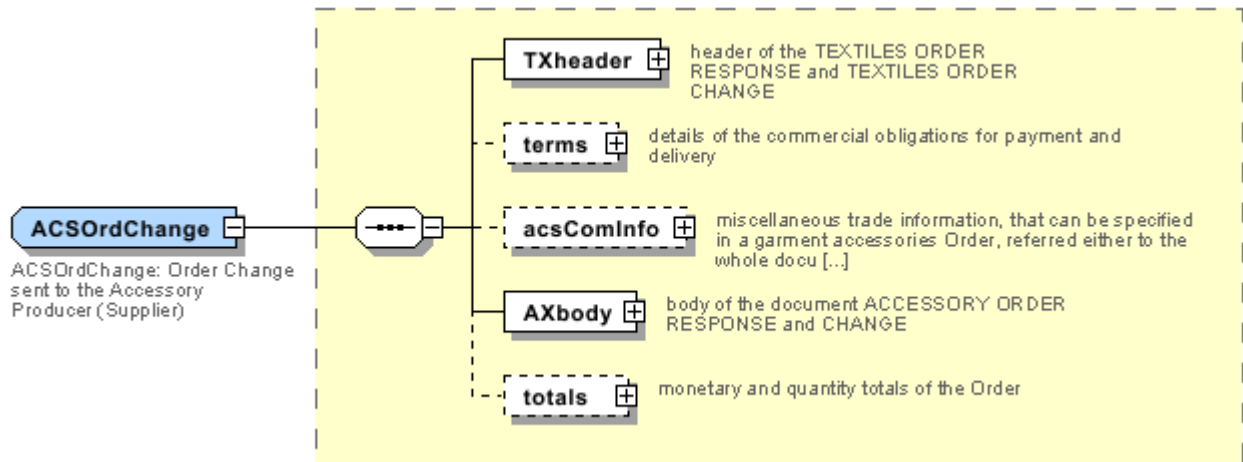 TXheader
header of the TEXTILES ORDER
RESPONSE and TEXTILES ORDER
CHANGE
terms
details of the commercial obligations for payment and
delivery
ACSOrdChange
ACSOrdChange: Order Change
sent to the Accessory
Producer (Supplier)
acsComInfo
miscellaneous trade information, that can be specified
in a garment accessories Order, referred either to the
whole docu [...]
AXbody
body of the document ACCESSORY ORDER
RESPONSE and CHANGE
totals
monetary and quantity totals of the Order